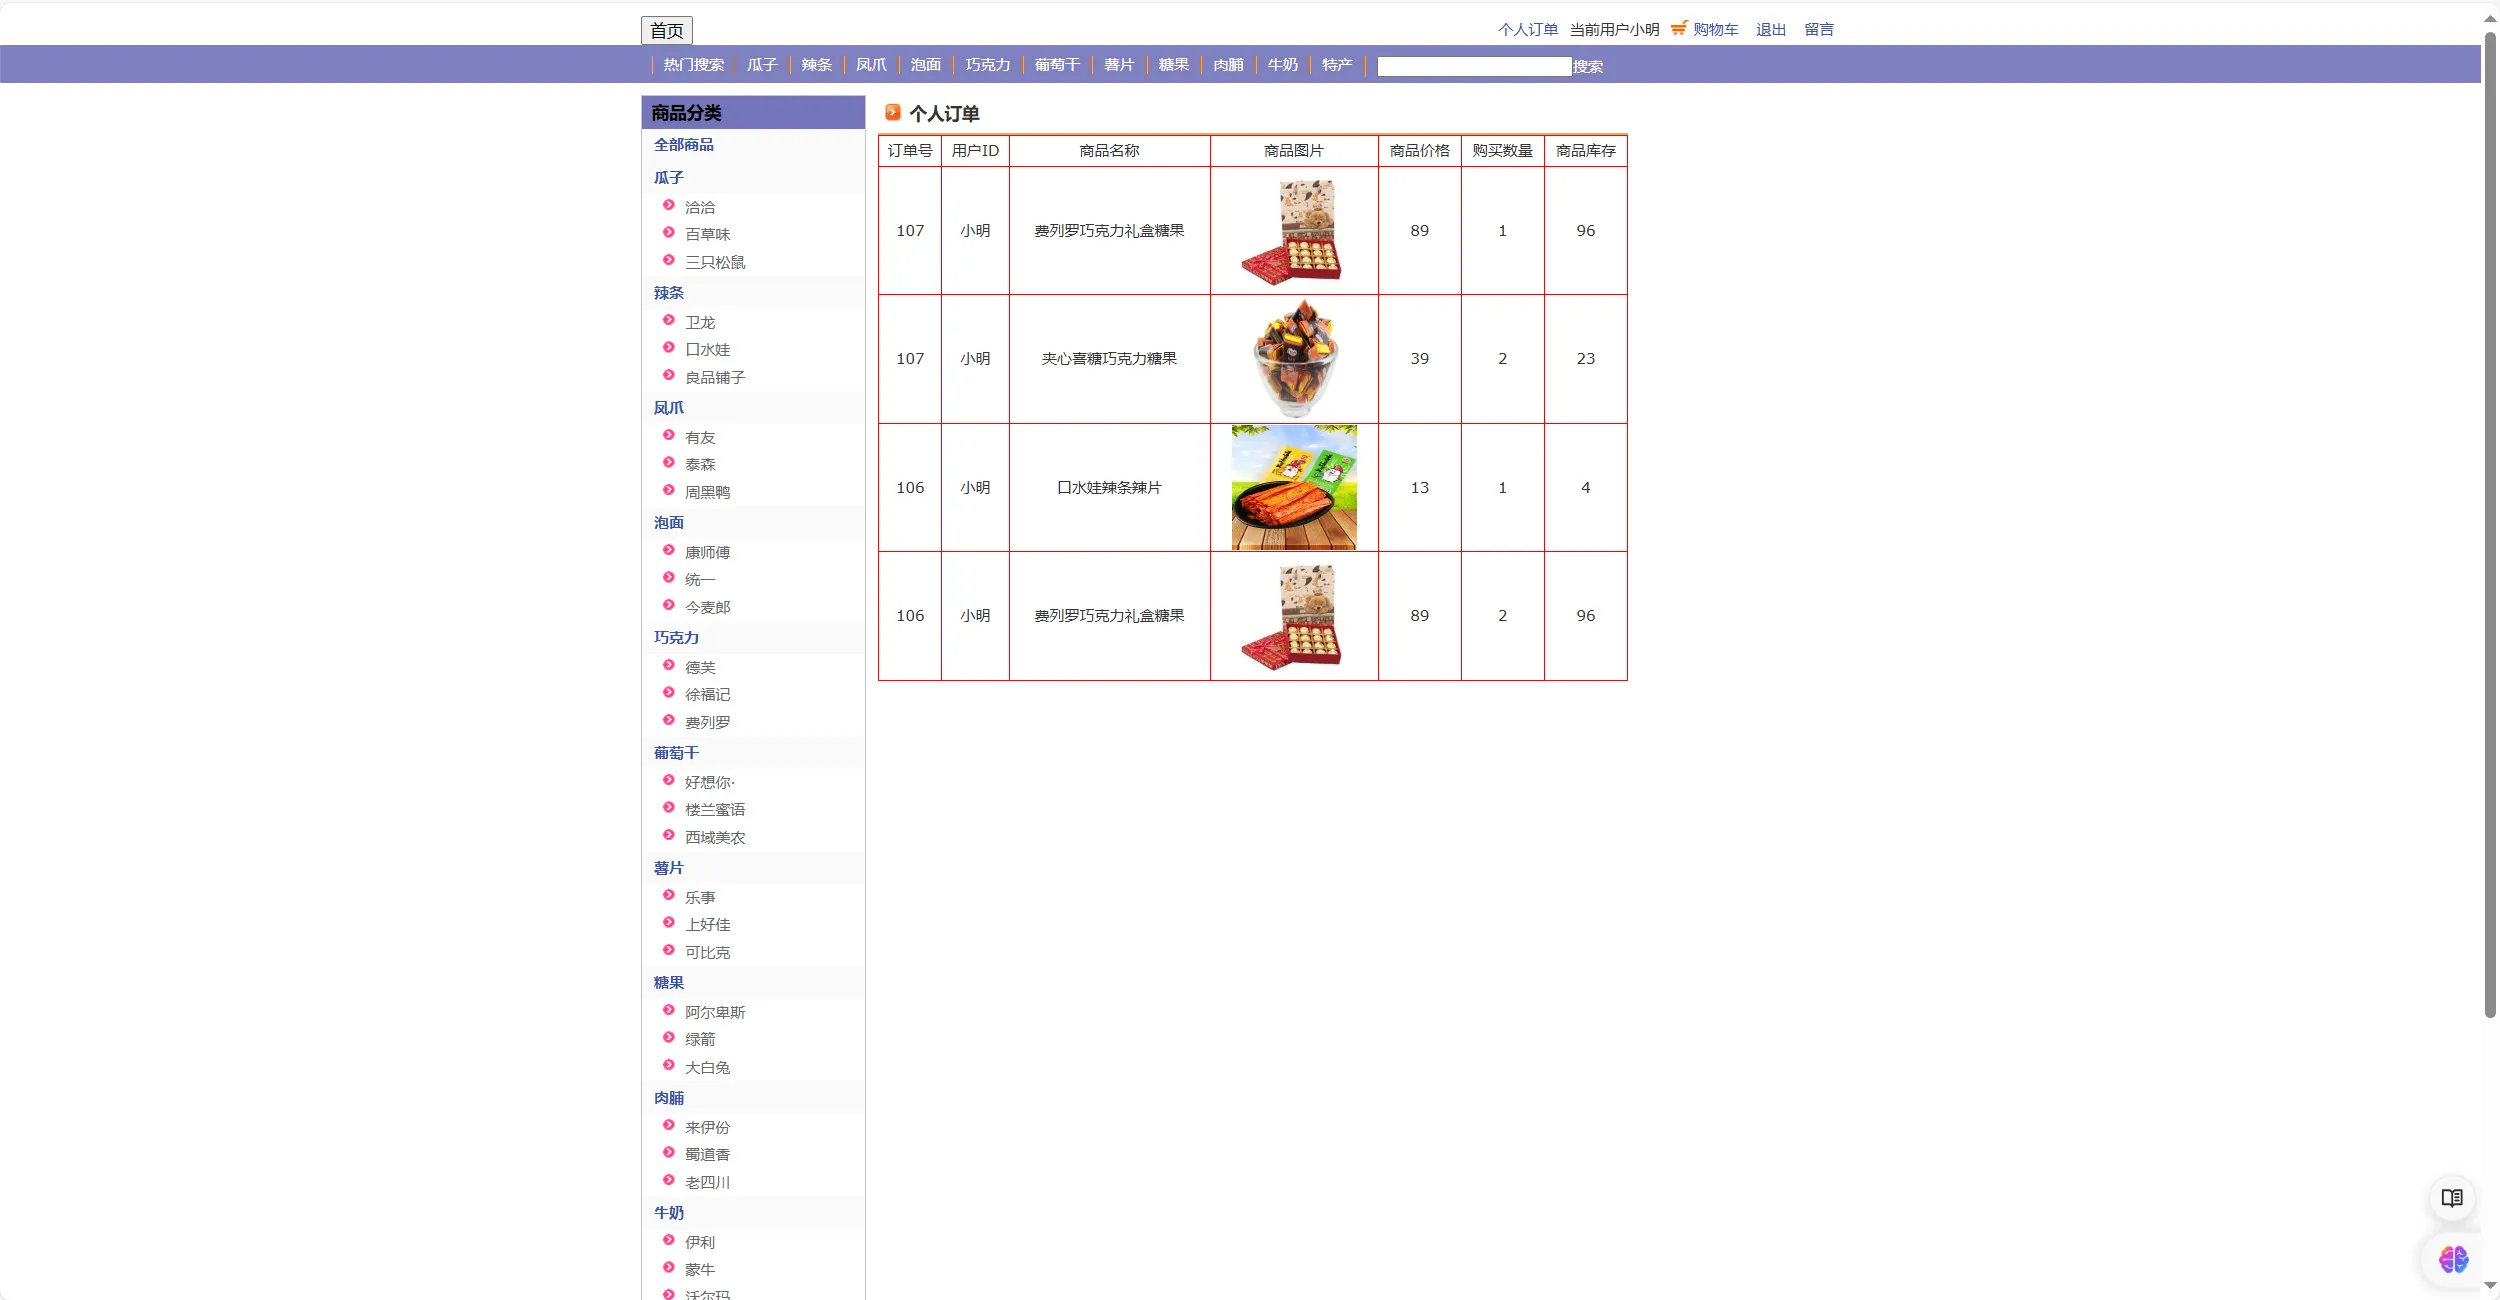 首页
个人订单 当前用户小明 购物车 退出 留言
热门搜索 瓜子 辣条 凤爪 泡面 巧克力 葡萄干 薯片 糖果 肉脯 牛奶 特产 搜索
商品分类
全部商品
瓜子
洽洽
百草味
三只松鼠
辣条
卫龙
口水娃
良品铺子
凤爪
有友
泰森
周黑鸭
泡面
康师傅
统一
今麦郎
巧克力
德芙
徐福记
费列罗
葡萄干
好想你·
楼兰蜜语
西域美农
薯片
乐事
上好佳
可比克
糖果
阿尔卑斯
绿箭
大白兔
肉脯
来伊份
蜀道香
老四川
牛奶
伊利
蒙牛
沃尔玛
个人订单
订单号 用户ID 商品名称 商品图片 商品价格 购买数量 商品库存
107 小明 费列罗巧克力礼盒糖果 89 1 96
107 小明 夹心喜糖巧克力糖果 39 2 23
106 小明 口水娃辣条辣片 13 1 4
106 小明 费列罗巧克力礼盒糖果 89 2 96